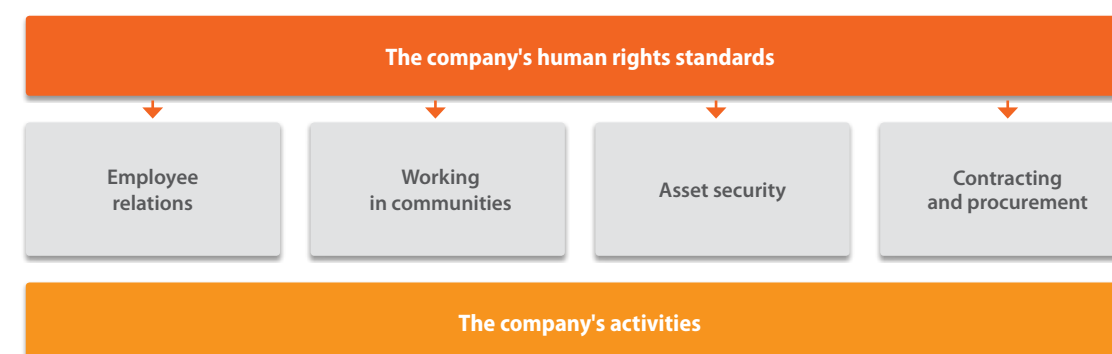 The company's human rights standards
Employee
relations
Working
in communities
Asset security
Contracting
and procurement
The company's activities